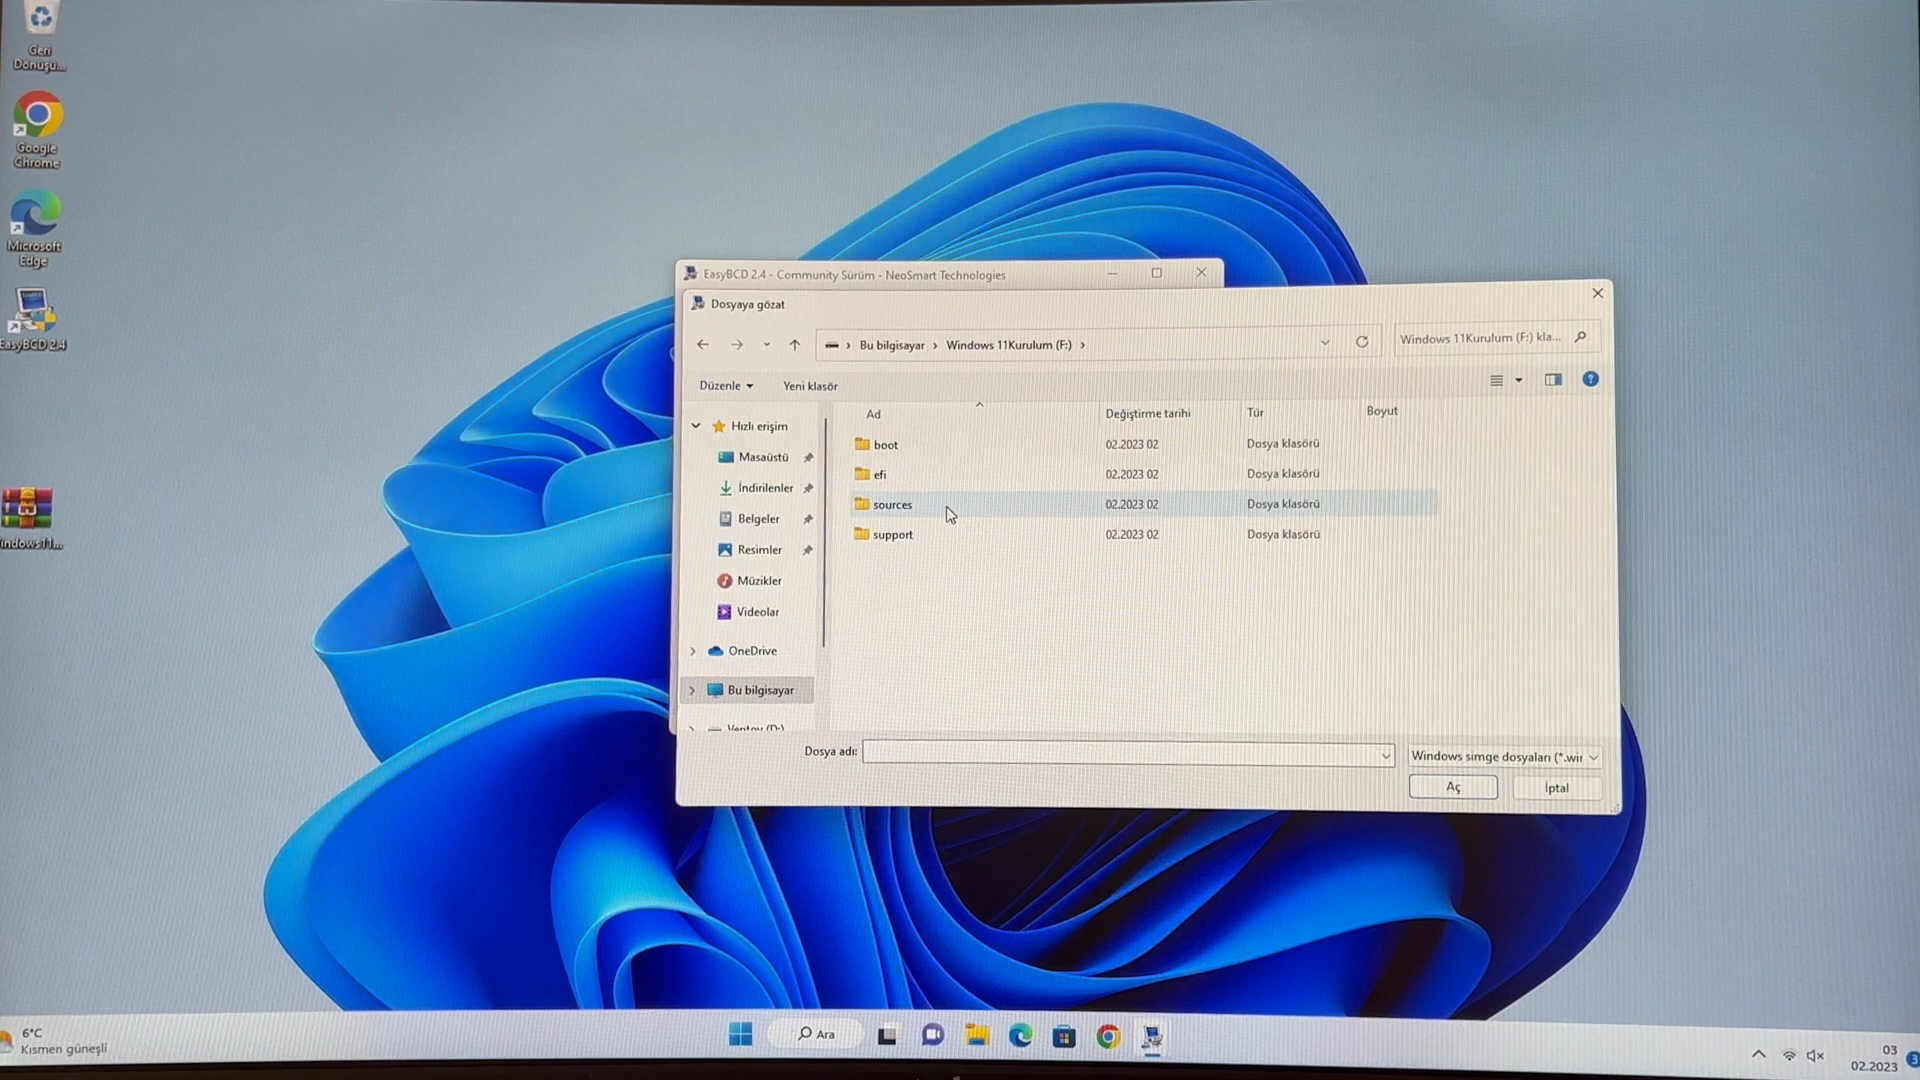 Geri
Dönüşü...
Google
Chrome
Microsoft
Edge
EasyBCD 2.4
indows11...
EasyBCD 2.4 - Community Sürüm - NeoSmart Technologies
Dosyaya gözat
Bu bilgisayar › Windows 11Kurulum (F:) ›
Windows 11Kurulum (F:) kla...
Düzenle
Yeni klasör
Ad
Değiştirme tarihi
Tür
Boyut
Hızlı erişim
Masaüstü
İndirilenler
Belgeler
Resimler
Müzikler
Videolar
OneDrive
Bu bilgisayar
Ventoy (D:)
boot 02.2023 02 Dosya klasörü
efi 02.2023 02 Dosya klasörü
sources 02.2023 02 Dosya klasörü
support 02.2023 02 Dosya klasörü
Dosya adı:
Windows simge dosyaları (*.wir
Aç
İptal
6°C
Kısmen güneşli
Ara
03
02.2023
3